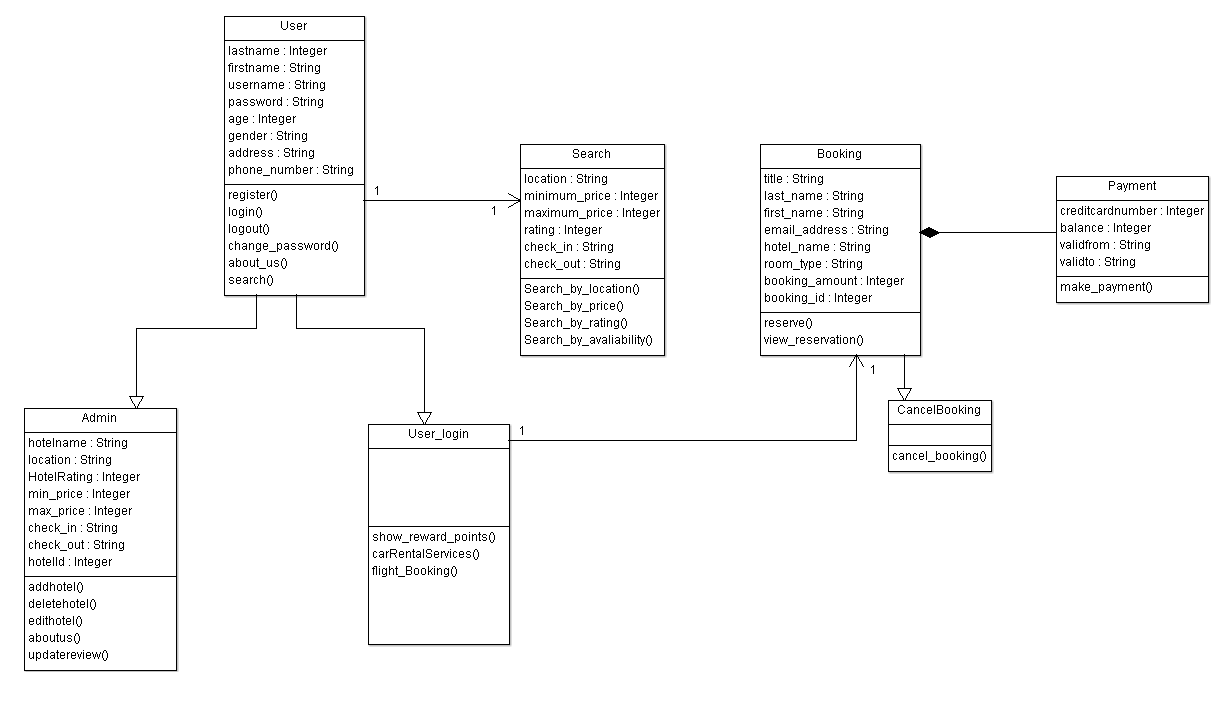 User
lastname : Integer
firstname : String
username : String
password : String
age : Integer
gender : String
address : String
phone_number : String
register()
login()
logout()
change_password()
about_us()
search()
1
1
Search
location : String
minimum_price : Integer
maximum_price : Integer
rating : Integer
check_in : String
check_out : String
Search_by_location()
Search_by_price()
Search_by_rating()
Search_by_avaliability()
Booking
title : String
last_name : String
first_name : String
email_address : String
hotel_name : String
room_type : String
booking_amount : Integer
booking_id : Integer
reserve()
view_reservation()
Payment
creditcardnumber : Integer
balance : Integer
validfrom : String
validto : String
make_payment()
Admin
hotelname : String
location : String
HotelRating : Integer
min_price : Integer
max_price : Integer
check_in : String
check_out : String
hotelId : Integer
addhotel()
deletehotel()
edithotel()
aboutus()
updatereview()
User_login
show_reward_points()
carRentalServices()
flight_Booking()
1
1
CancelBooking
cancel_booking()